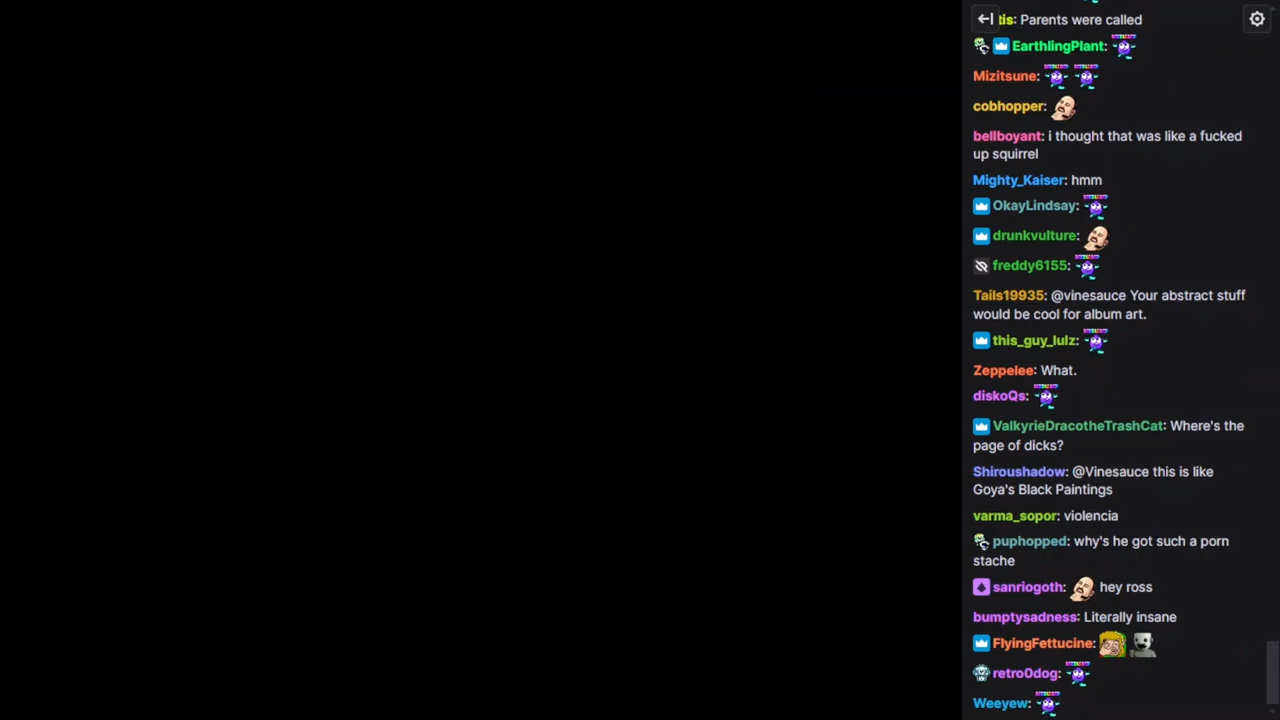 tis: Parents were called
EarthlingPlant:
Mizitsune:
cobhopper:
bellboyant: i thought that was like a fucked
up squirrel
Mighty_Kaiser: hmm
OkayLindsay:
drunkvulture:
freddy6155:
Tails19935: @vinesauce Your abstract stuff
would be cool for album art.
this_guy_lulz:
Zeppelee: What.
diskoQs:
ValkyrieDracotheTrashCat: Where's the
page of dicks?
Shiroushadow: @Vinesauce this is like
Goya's Black Paintings
varma_sopor: violencia
puphopped: why's he got such a porn
stache
sanriogoth: hey ross
bumptysadness: Literally insane
FlyingFettucine:
retro0dog:
Weeyew: